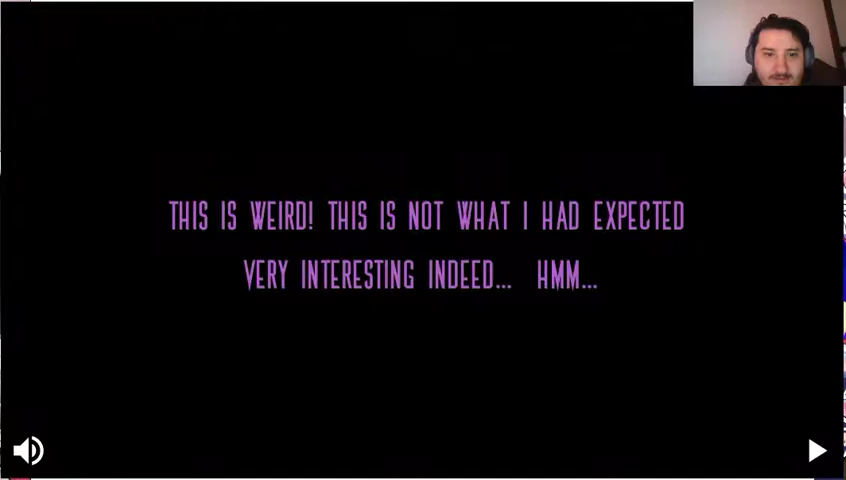 THIS IS WEIRD! THIS IS NOT WHAT I HAD EXPECTED
VERY INTERESTING INDEED... HMM...